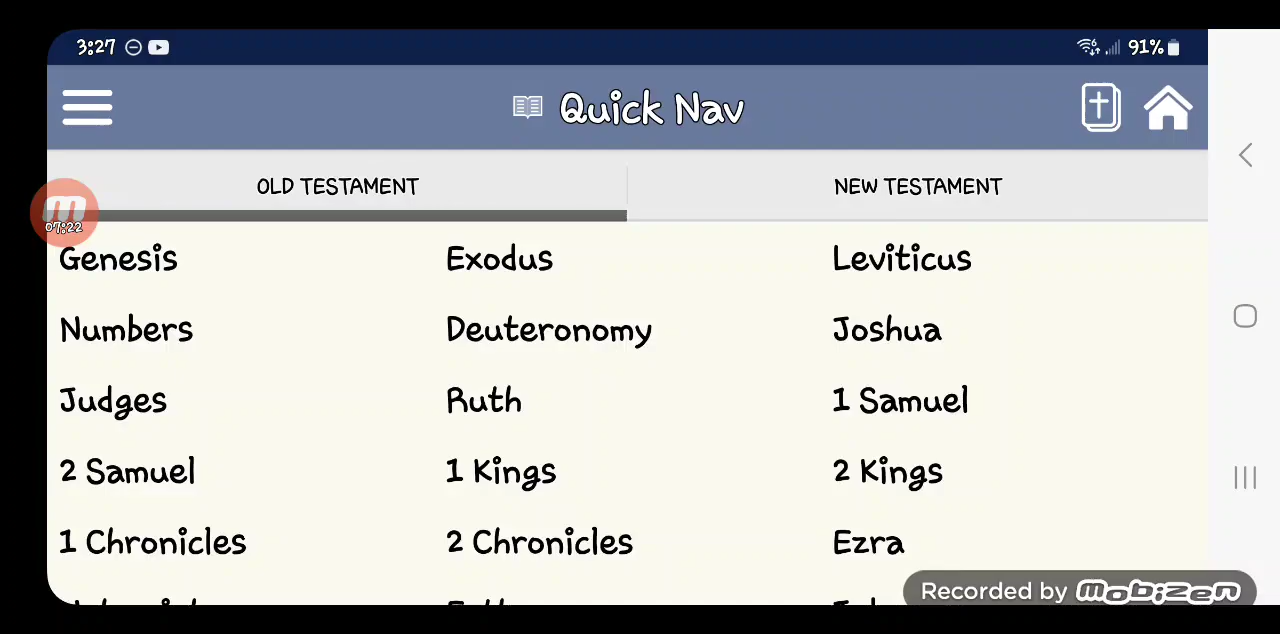 3:27 91%
Quick Nav
OLD TESTAMENT NEW TESTAMENT
07:22
Genesis Exodus Leviticus
Numbers Deuteronomy Joshua
Judges Ruth 1 Samuel
2 Samuel 1 Kings 2 Kings
1 Chronicles 2 Chronicles Ezra
Recorded by mobizen